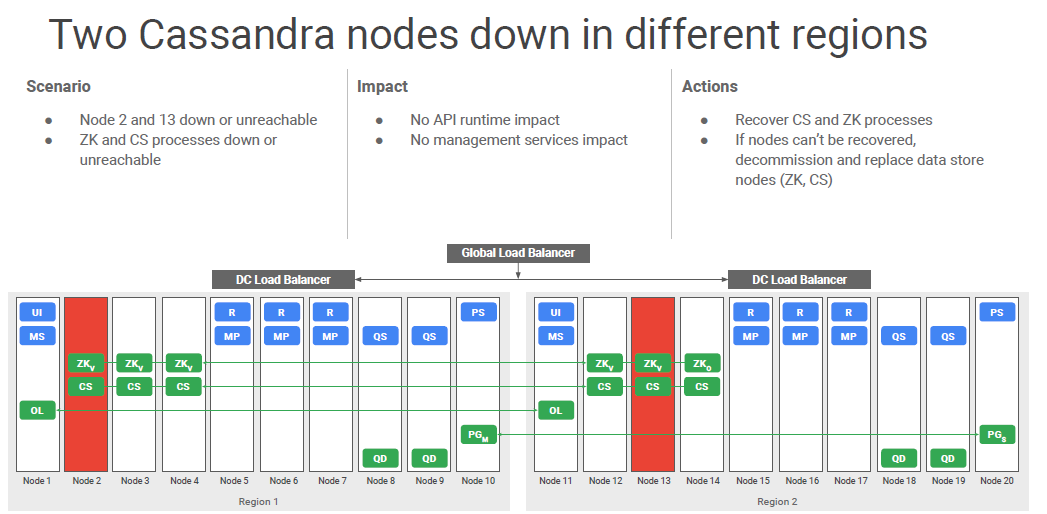 Two Cassandra nodes down in different regions
Scenario
● Node 2 and 13 down or unreachable
● ZK and CS processes down or
unreachable
Impact
● No API runtime impact
● No management services impact
Actions
● Recover CS and ZK processes
● If nodes can’t be recovered,
decommission and replace data store
nodes (ZK, CS)
Global Load Balancer
DC Load Balancer DC Load Balancer
UI R R R PS UI R R R PS
MS MP MP MP QS QS MS MP MP MP QS QS
ZKV ZKV ZKV ZKV ZKV ZKO
CS CS CS CS CS CS
OL OL
PGM PGS
QD QD QD QD
Node 1 Node 2 Node 3 Node 4 Node 5 Node 6 Node 7 Node 8 Node 9 Node 10 Node 11 Node 12 Node 13 Node 14 Node 15 Node 16 Node 17 Node 18 Node 19 Node 20
Region 1 Region 2